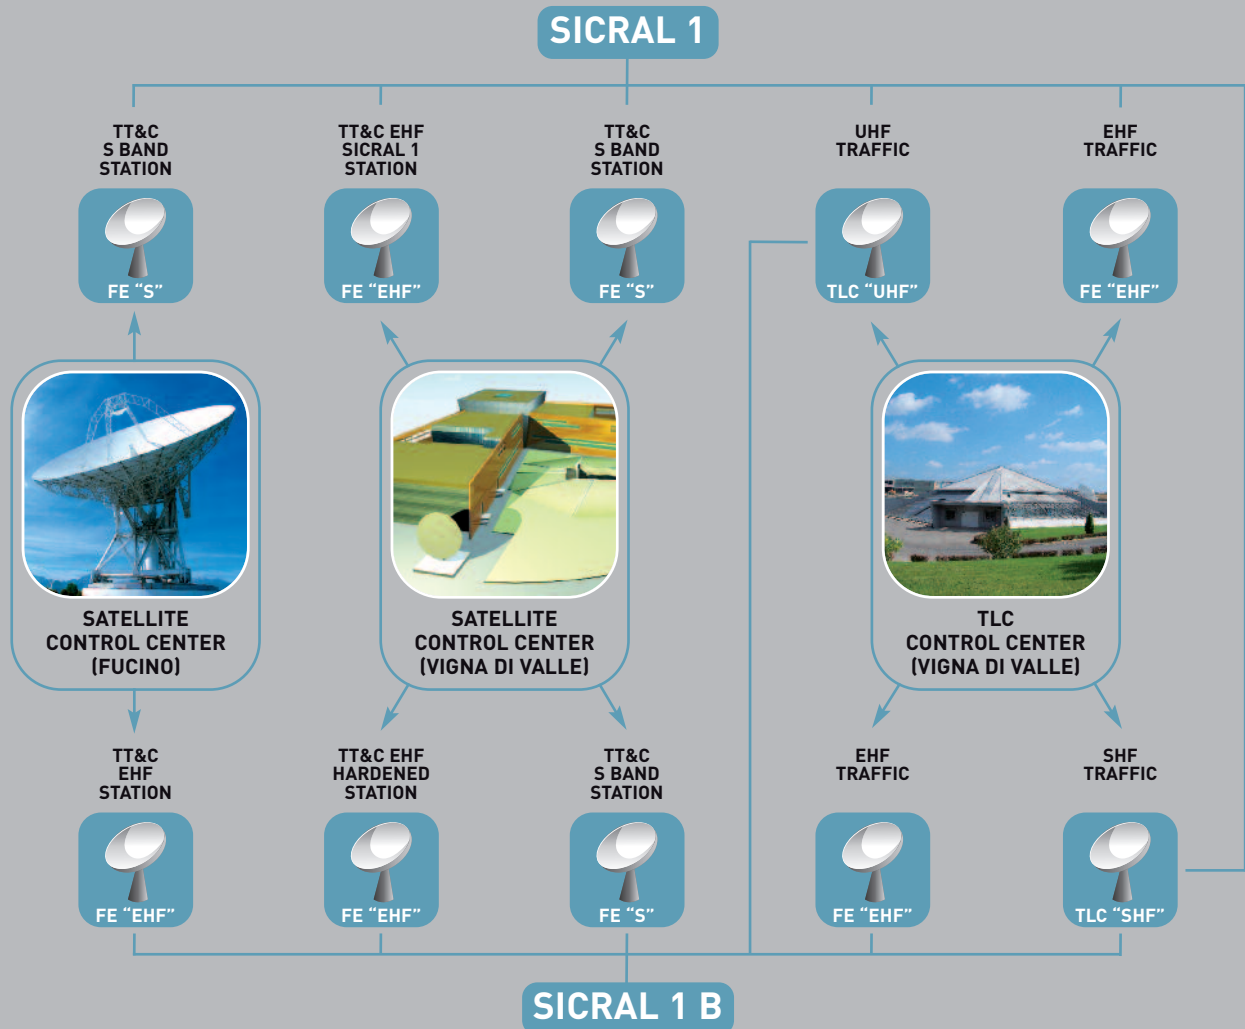 SICRAL 1
TT&C
S BAND
STATION
TT&C EHF
SICRAL 1
STATION
TT&C
S BAND
STATION
UHF
TRAFFIC
EHF
TRAFFIC
FE “S”
FE “EHF”
FE “S”
TLC “UHF”
FE “EHF”
SATELLITE
CONTROL CENTER
(FUCINO)
SATELLITE
CONTROL CENTER
(VIGNA DI VALLE)
TLC
CONTROL CENTER
(VIGNA DI VALLE)
TT&C
EHF
STATION
TT&C EHF
HARDENED
STATION
TT&C
S BAND
STATION
EHF
TRAFFIC
SHF
TRAFFIC
FE “EHF”
FE “EHF”
FE “S”
FE “EHF”
TLC “SHF”
SICRAL 1 B